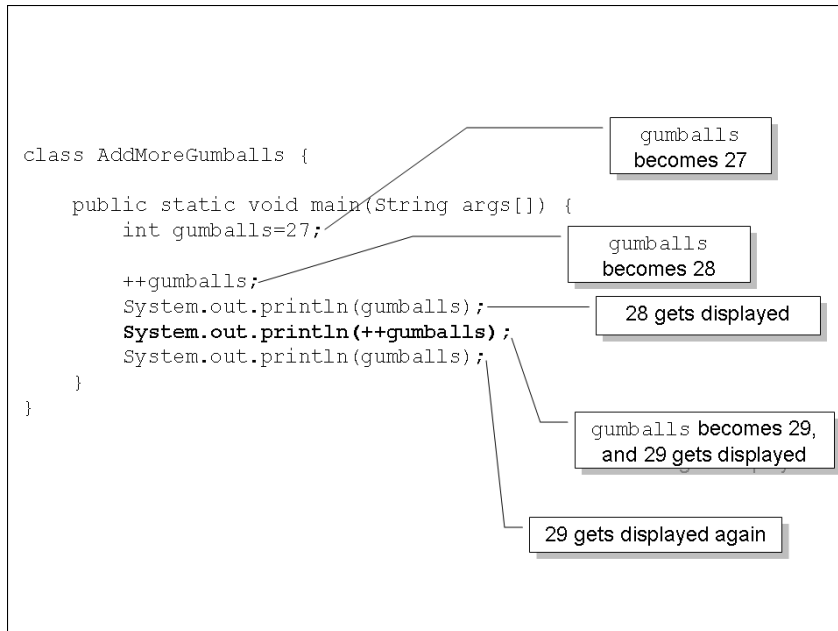 class AddMoreGumballs {
public static void main(String args[]) {
int gumballs=27;
++gumballs;
System.out.println(gumballs);
System.out.println(++gumballs);
System.out.println(gumballs);
}
}
gumballs
becomes 27
gumballs
becomes 28
28 gets displayed
gumballs becomes 29,
and 29 gets displayed
29 gets displayed again